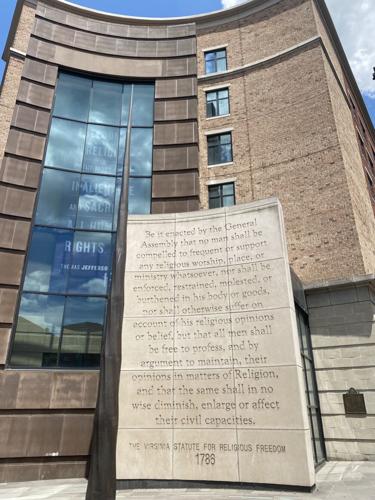 RELIG
INALIEN
AND SACR
RIGHTS
THOMAS JEFFERS
Be it enacted by the General
Assembly that no man shall be
compelled to frequent or support
any religious worship, place, or
ministry whatsoever, nor shall be
enforced, restrained, molested, or
burthened in his body or goods,
nor shall otherwise suffer on
account of his religious opinions
or belief, but that all men shall
be free to profess, and by
argument to maintain, their
opinions in matters of Religion,
and that the same shall in no
wise diminish, enlarge or affect
their civil capacities.
THE VIRGINIA STATUTE FOR RELIGIOUS FREEDOM
1786